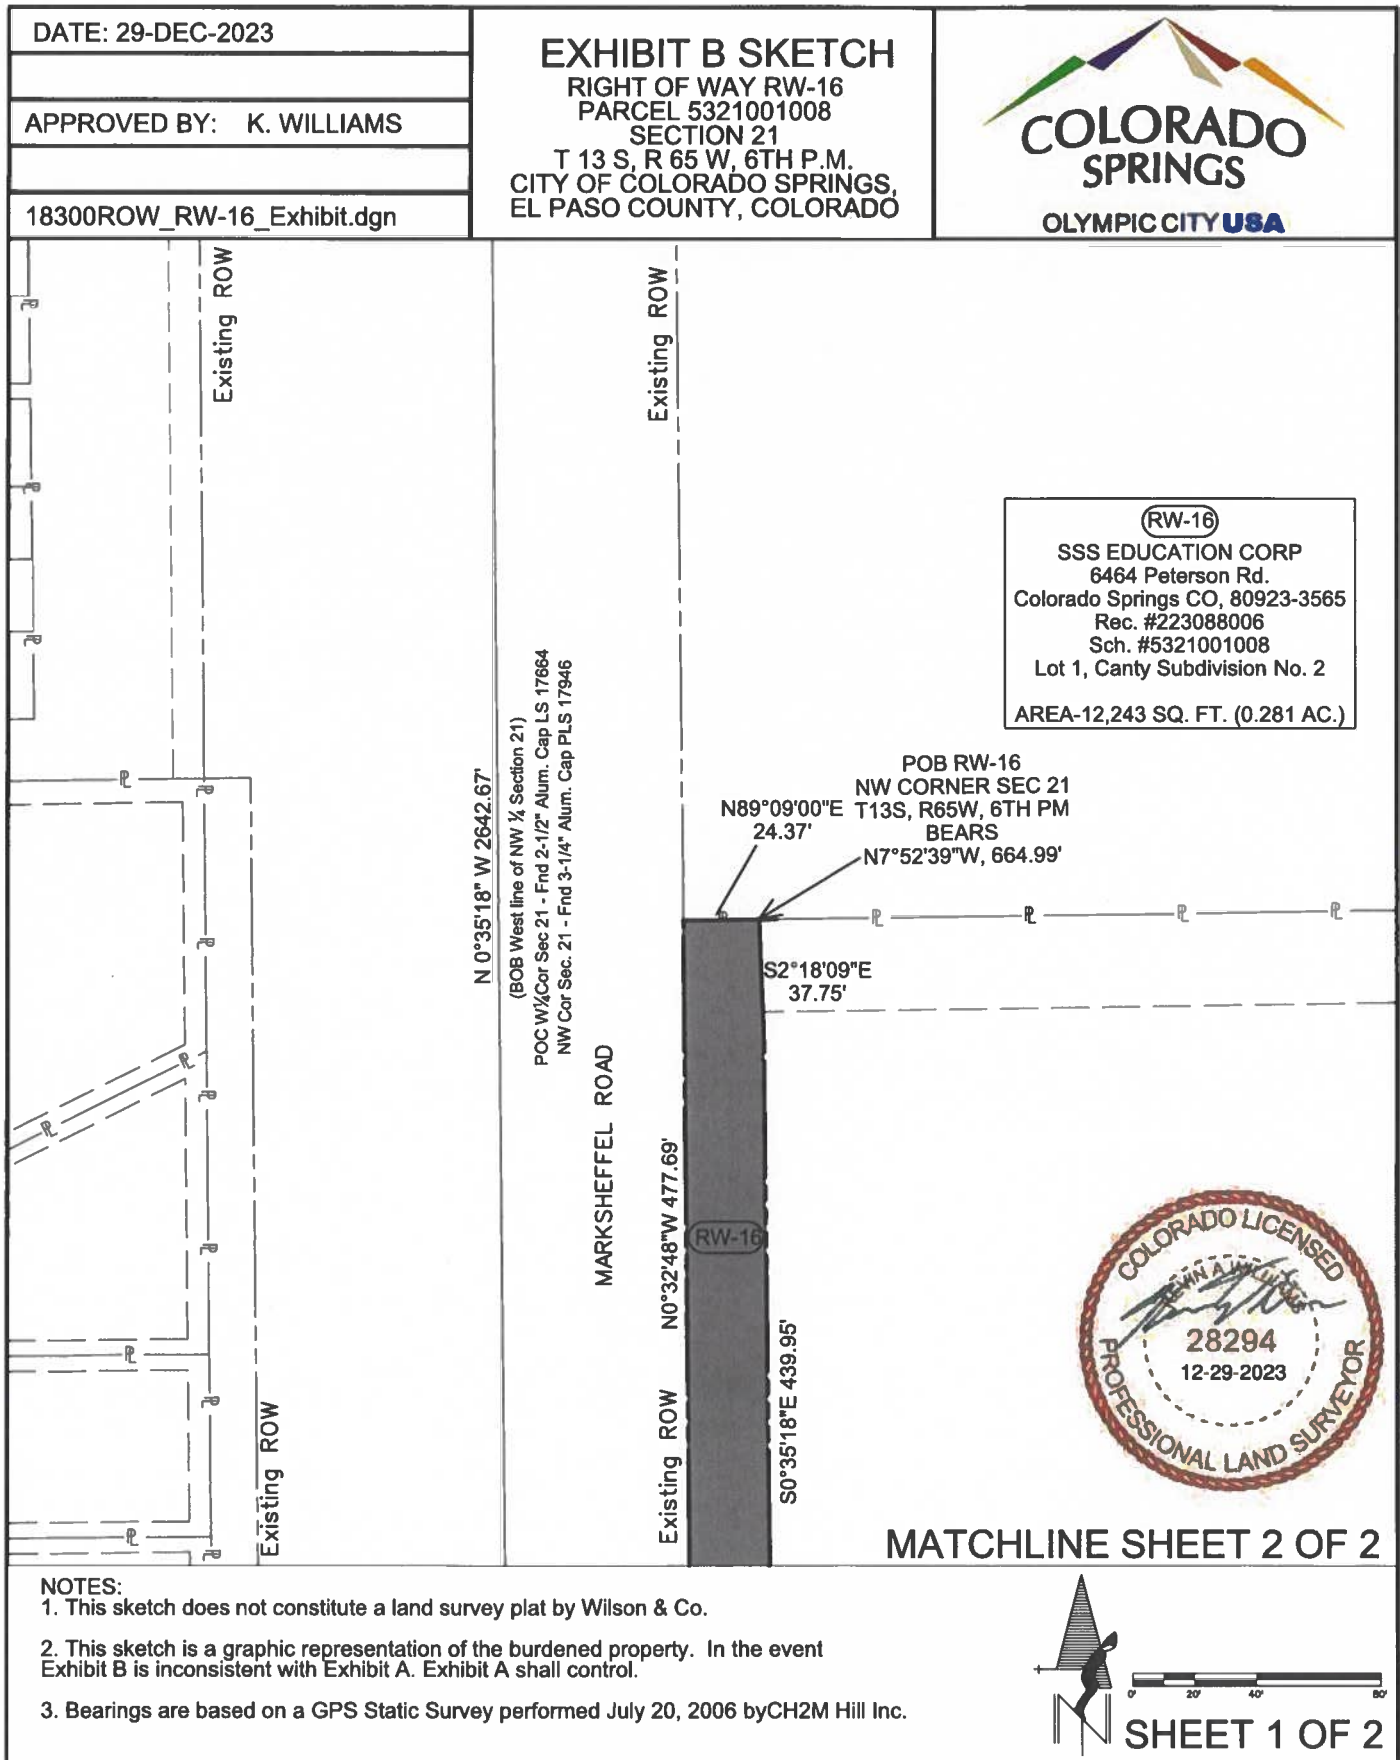 DATE: 29-DEC-2023
APPROVED BY: K. WILLIAMS
18300ROW_RW-16_Exhibit.dgn
EXHIBIT B SKETCH
RIGHT OF WAY RW-16
PARCEL 5321001008
SECTION 21
T 13 S, R 65 W, 6TH P.M.
CITY OF COLORADO SPRINGS,
EL PASO COUNTY, COLORADO
COLORADO
SPRINGS
OLYMPIC CITY USA
Existing ROW
Existing ROW
RW-16
SSS EDUCATION CORP
6464 Peterson Rd.
Colorado Springs CO, 80923-3565
Rec. #223088006
Sch. #5321001008
Lot 1, Canty Subdivision No. 2
AREA-12,243 SQ. FT. (0.281 AC.)
N 0°35'18" W 2642.67'
(BOB West line of NW ¼ Section 21)
POC W¼Cor Sec 21 - Fnd 2-1/2" Alum. Cap LS 17664
NW Cor Sec. 21 - Fnd 3-1/4" Alum. Cap PLS 17946
MARKSHEFFEL ROAD
POB RW-16
NW CORNER SEC 21
T13S, R65W, 6TH PM
BEARS
N7°52'39"W, 664.99'
N89°09'00"E
24.37'
S2°18'09"E
37.75'
N0°32'48"W 477.69'
Existing ROW
RW-16
S0°35'18"E 439.95'
Existing ROW
COLORADO LICENSED
KEVIN A WILLIAMS
28294
12-29-2023
PROFESSIONAL LAND SURVEYOR
MATCHLINE SHEET 2 OF 2
NOTES:
1. This sketch does not constitute a land survey plat by Wilson & Co.
2. This sketch is a graphic representation of the burdened property. In the event
Exhibit B is inconsistent with Exhibit A. Exhibit A shall control.
3. Bearings are based on a GPS Static Survey performed July 20, 2006 byCH2M Hill Inc.
N
0' 20' 40' 80'
SHEET 1 OF 2